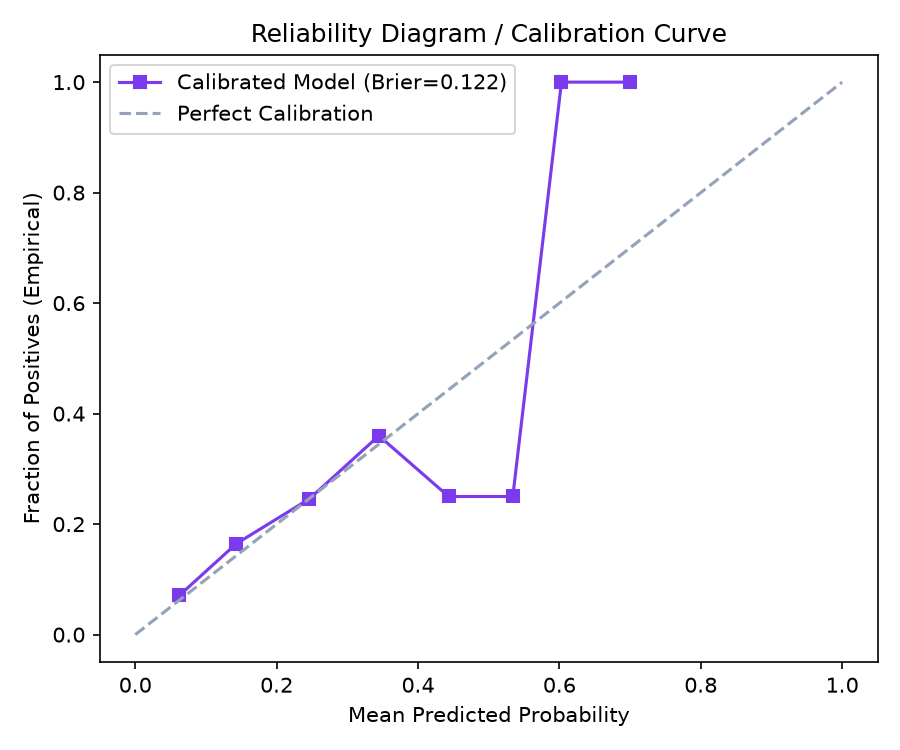 Reliability Diagram / Calibration Curve
Calibrated Model (Brier=0.122)
Perfect Calibration
Fraction of Positives (Empirical)
1.0
0.8
0.6
0.4
0.2
0.0
0.0 0.2 0.4 0.6 0.8 1.0
Mean Predicted Probability